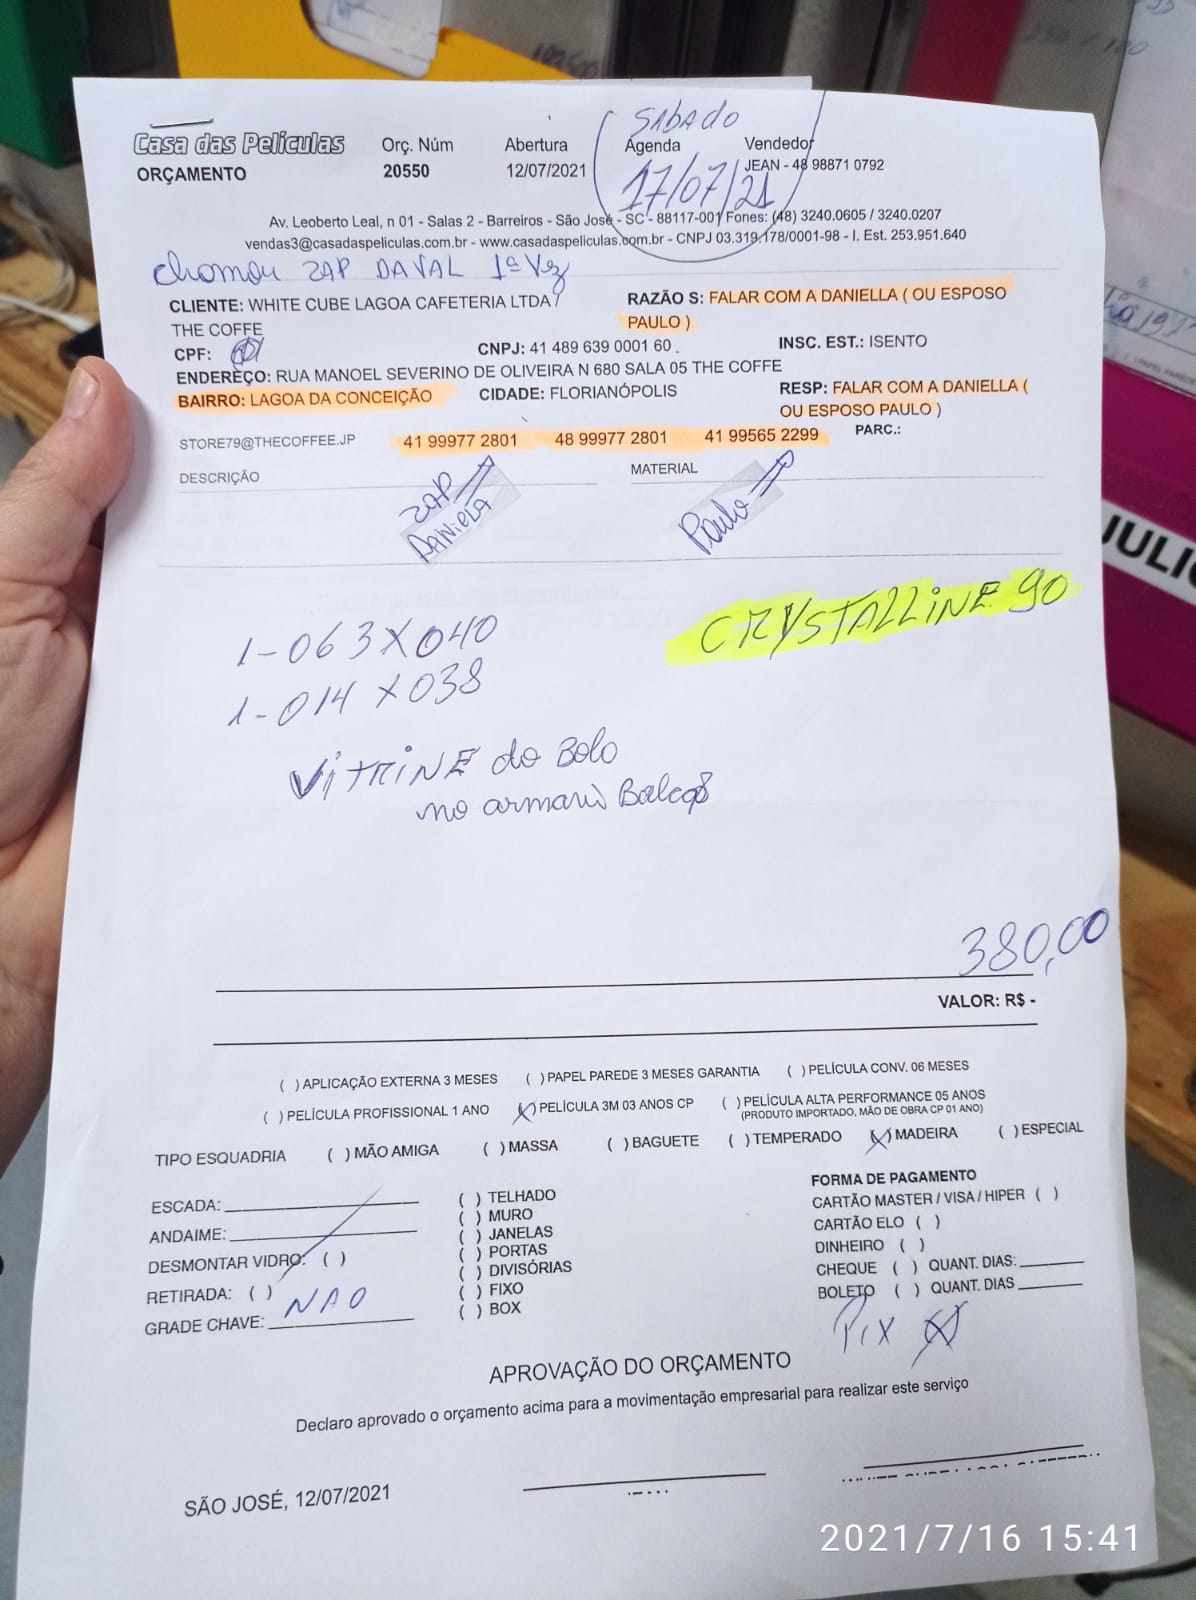 SABADO
Casa das Películas Orç. Núm Abertura Agenda Vendedor
ORÇAMENTO 20550 12/07/2021 17/07/21 JEAN - 48 98871 0792
Av. Leoberto Leal, n 01 - Salas 2 - Barreiros - São José - SC - 88117-001 Fones: (48) 3240.0605 / 3240.0207
vendas3@casadaspeliculas.com.br - www.casadaspeliculas.com.br - CNPJ 03.319.178/0001-98 - I. Est. 253.951.640
chamou ZAP DAVAL 1ª Vez
CLIENTE: WHITE CUBE LAGOA CAFETERIA LTDA / RAZÃO S: FALAR COM A DANIELLA ( OU ESPOSO
THE COFFE PAULO )
CPF: CNPJ: 41 489 639 0001 60 . INSC. EST.: ISENTO
ENDEREÇO: RUA MANOEL SEVERINO DE OLIVEIRA N 680 SALA 05 THE COFFE
BAIRRO: LAGOA DA CONCEIÇÃO CIDADE: FLORIANÓPOLIS RESP: FALAR COM A DANIELLA (
OU ESPOSO PAULO )
STORE79@THECOFFEE.JP 41 99977 2801 48 99977 2801 41 99565 2299 PARC.:
DESCRIÇÃO MATERIAL
ZAP
DANIELA Paulo
CRYSTALLINE 90
1-063X040
1-014X038
VITRINE do Bolo
no armario
380,00
VALOR: R$ -
( ) APLICAÇÃO EXTERNA 3 MESES ( ) PAPEL PAREDE 3 MESES GARANTIA ( ) PELÍCULA CONV. 06 MESES
( ) PELÍCULA PROFISSIONAL 1 ANO (X) PELÍCULA 3M 03 ANOS CP ( ) PELÍCULA ALTA PERFORMANCE 05 ANOS
(PRODUTO IMPORTADO, MÃO DE OBRA CP 01 ANO)
TIPO ESQUADRIA ( ) MÃO AMIGA ( ) MASSA ( ) BAGUETE ( ) TEMPERADO (X) MADEIRA ( ) ESPECIAL
ESCADA:
ANDAIME:
DESMONTAR VIDRO: ( )
RETIRADA: ( )
GRADE CHAVE: NAO
( ) TELHADO
( ) MURO
( ) JANELAS
( ) PORTAS
( ) DIVISÓRIAS
( ) FIXO
( ) BOX
FORMA DE PAGAMENTO
CARTÃO MASTER / VISA / HIPER ( )
CARTÃO ELO ( )
DINHEIRO ( )
CHEQUE ( ) QUANT. DIAS:
BOLETO ( ) QUANT. DIAS
PIX (X)
APROVAÇÃO DO ORÇAMENTO
Declaro aprovado o orçamento acima para a movimentação empresarial para realizar este serviço
SÃO JOSÉ, 12/07/2021
JULIO
2021/7/16 15:41